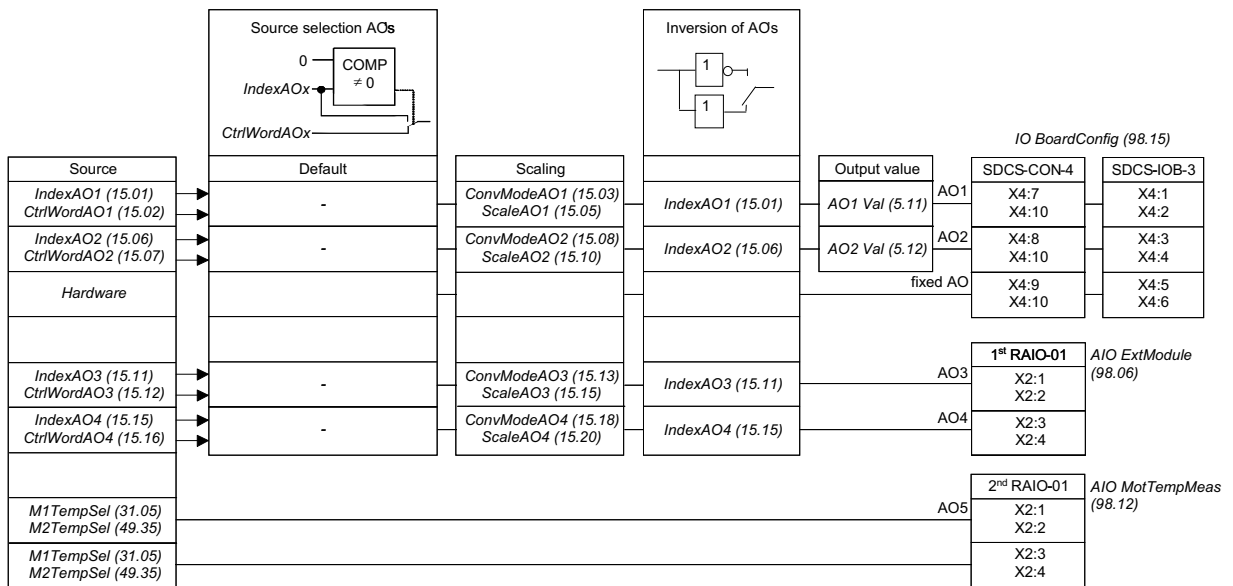 Source selection AO's
0
COMP
≠ 0
IndexAOx
CtrlWordAOx
Inversion of AO's
1
1
IO BoardConfig (98.15)
Source
Default
Scaling
Output value
SDCS-CON-4
SDCS-IOB-3
IndexAO1 (15.01)
CtrlWordAO1 (15.02)
-
ConvModeAO1 (15.03)
ScaleAO1 (15.05)
IndexAO1 (15.01)
AO1 Val (5.11)
AO1
X4:7
X4:10
X4:1
X4:2
IndexAO2 (15.06)
CtrlWordAO2 (15.07)
-
ConvModeAO2 (15.08)
ScaleAO2 (15.10)
IndexAO2 (15.06)
AO2 Val (5.12)
AO2
X4:8
X4:10
X4:3
X4:4
Hardware
fixed AO
X4:9
X4:10
X4:5
X4:6
1st RAIO-01
AIO ExtModule
(98.06)
IndexAO3 (15.11)
CtrlWordAO3 (15.12)
-
ConvModeAO3 (15.13)
ScaleAO3 (15.15)
IndexAO3 (15.11)
AO3
X2:1
X2:2
IndexAO4 (15.15)
CtrlWordAO4 (15.16)
-
ConvModeAO4 (15.18)
ScaleAO4 (15.20)
IndexAO4 (15.15)
AO4
X2:3
X2:4
2nd RAIO-01
AIO MotTempMeas
(98.12)
M1TempSel (31.05)
M2TempSel (49.35)
AO5
X2:1
X2:2
M1TempSel (31.05)
M2TempSel (49.35)
X2:3
X2:4